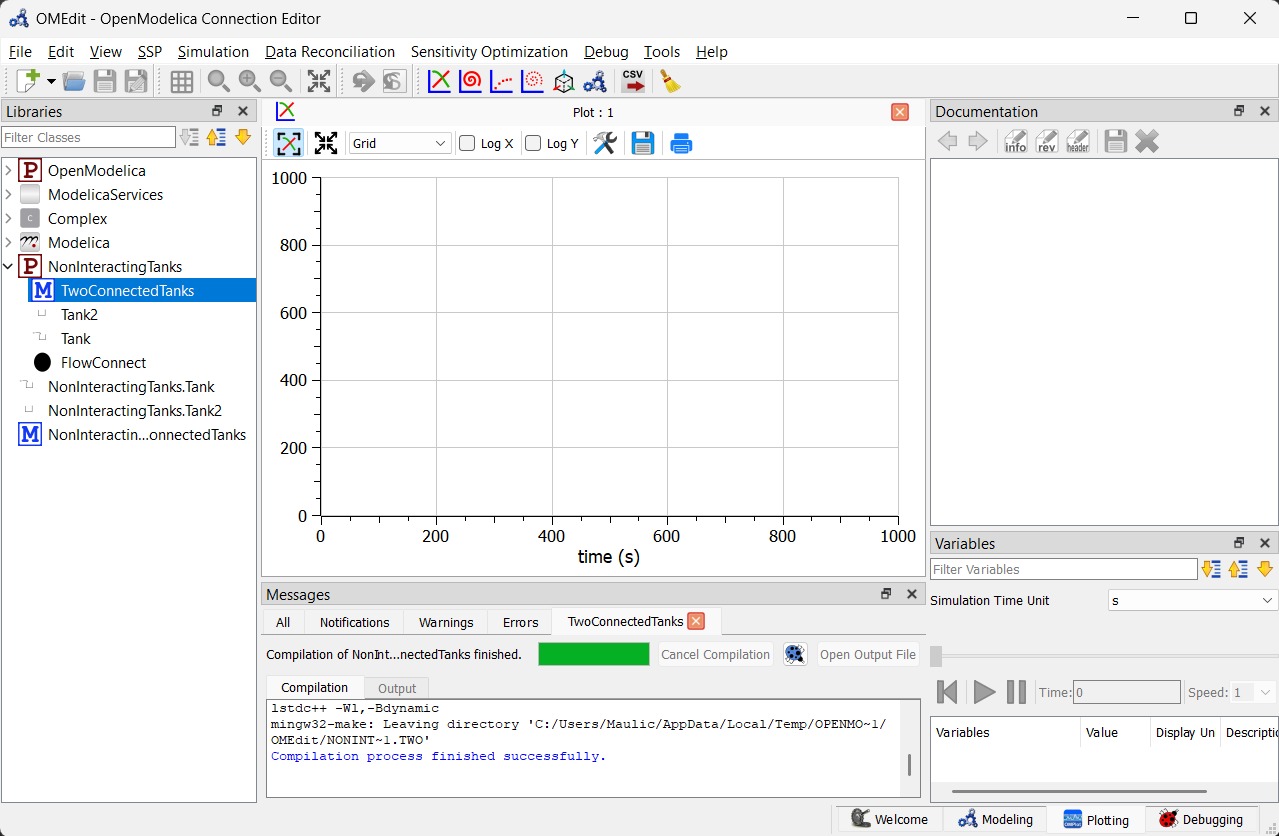 OMEdit - OpenModelica Connection Editor
File Edit View SSP Simulation Data Reconciliation Sensitivity Optimization Debug Tools Help
CSV
Libraries
Filter Classes
P OpenModelica
ModelicaServices
C Complex
Modelica
P NonInteractingTanks
M TwoConnectedTanks
Tank2
Tank
FlowConnect
NonInteractingTanks.Tank
NonInteractingTanks.Tank2
M NonInteractin...onnectedTanks
Plot : 1
Grid Log X Log Y
1000
800
600
400
200
0
0 200 400 600 800 1000
time (s)
Messages
All Notifications Warnings Errors TwoConnectedTanks
Compilation of NonInt...nectedTanks finished. Cancel Compilation Open Output File
Compilation Output
lstdc++ -Wl,-Bdynamic
mingw32-make: Leaving directory 'C:/Users/Maulic/AppData/Local/Temp/OPENMO~1/
OMEdit/NONINT~1.TWO'
Compilation process finished successfully.
Documentation
info rev header
Variables
Filter Variables
Simulation Time Unit s
Time: 0 Speed: 1
Variables Value Display Un Descriptic
Welcome Modeling Plotting Debugging